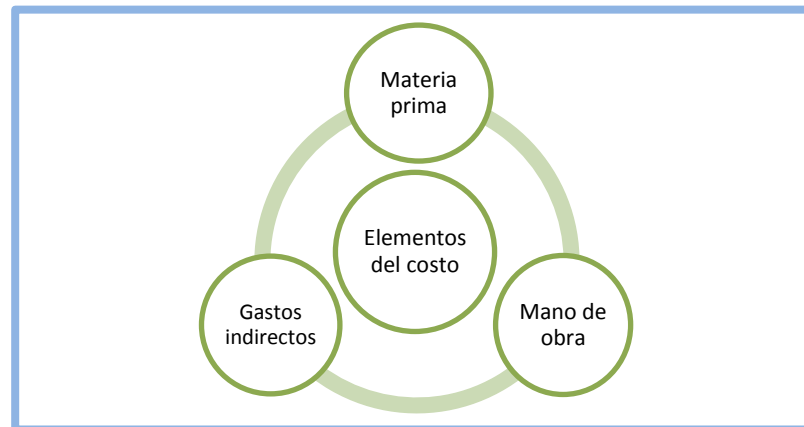 Materia
prima
Elementos
del costo
Gastos
indirectos
Mano de
obra